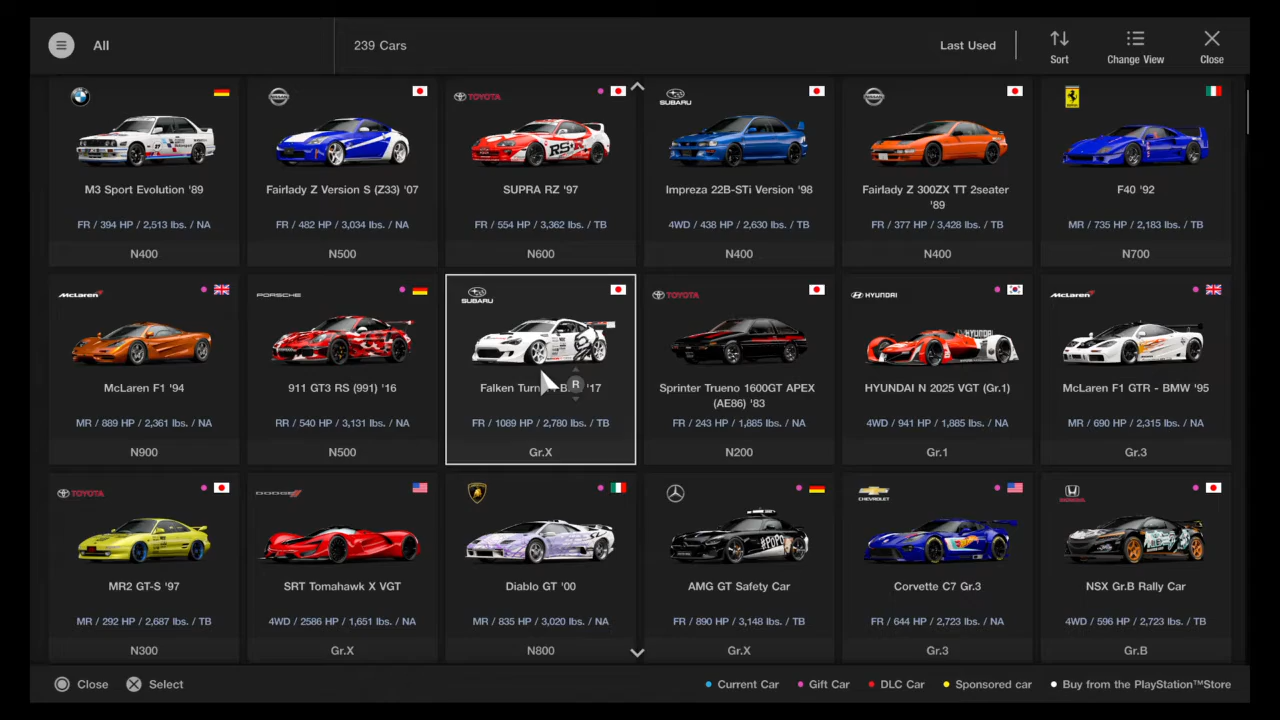 All
239 Cars
Last Used
Sort
Change View
Close
TOYOTA
SUBARU
M3 Sport Evolution '89
Fairlady Z Version S (Z33) '07
SUPRA RZ '97
Impreza 22B-STi Version '98
Fairlady Z 300ZX TT 2seater
'89
F40 '92
FR / 394 HP / 2,513 lbs. / NA
FR / 482 HP / 3,034 lbs. / NA
FR / 554 HP / 3,362 lbs. / TB
4WD / 438 HP / 2,630 lbs. / TB
FR / 377 HP / 3,428 lbs. / TB
MR / 735 HP / 2,183 lbs. / TB
N400
N500
N600
N400
N400
N700
McLaren
PORSCHE
SUBARU
TOYOTA
HYUNDAI
McLaren
HYUNDAI
McLaren F1 '94
911 GT3 RS (991) '16
Falken
'17
R
Sprinter Trueno 1600GT APEX
(AE86) '83
HYUNDAI N 2025 VGT (Gr.1)
McLaren F1 GTR - BMW '95
MR / 889 HP / 2,361 lbs. / NA
RR / 540 HP / 3,131 lbs. / NA
FR / 1089 HP / 2,780 lbs. / TB
FR / 243 HP / 1,885 lbs. / NA
4WD / 941 HP / 1,885 lbs. / NA
MR / 690 HP / 2,315 lbs. / NA
N900
N500
Gr.X
N200
Gr.1
Gr.3
TOYOTA
DODGE
CHEVROLET
HONDA
MR2 GT-S '97
SRT Tomahawk X VGT
Diablo GT '00
AMG GT Safety Car
Corvette C7 Gr.3
NSX Gr.B Rally Car
MR / 292 HP / 2,687 lbs. / TB
4WD / 2586 HP / 1,651 lbs. / NA
MR / 835 HP / 3,020 lbs. / NA
FR / 890 HP / 3,148 lbs. / TB
FR / 644 HP / 2,723 lbs. / NA
4WD / 596 HP / 2,723 lbs. / TB
N300
Gr.X
N800
Gr.X
Gr.3
Gr.B
Close
Select
Current Car
Gift Car
DLC Car
Sponsored car
Buy from the PlayStation™Store